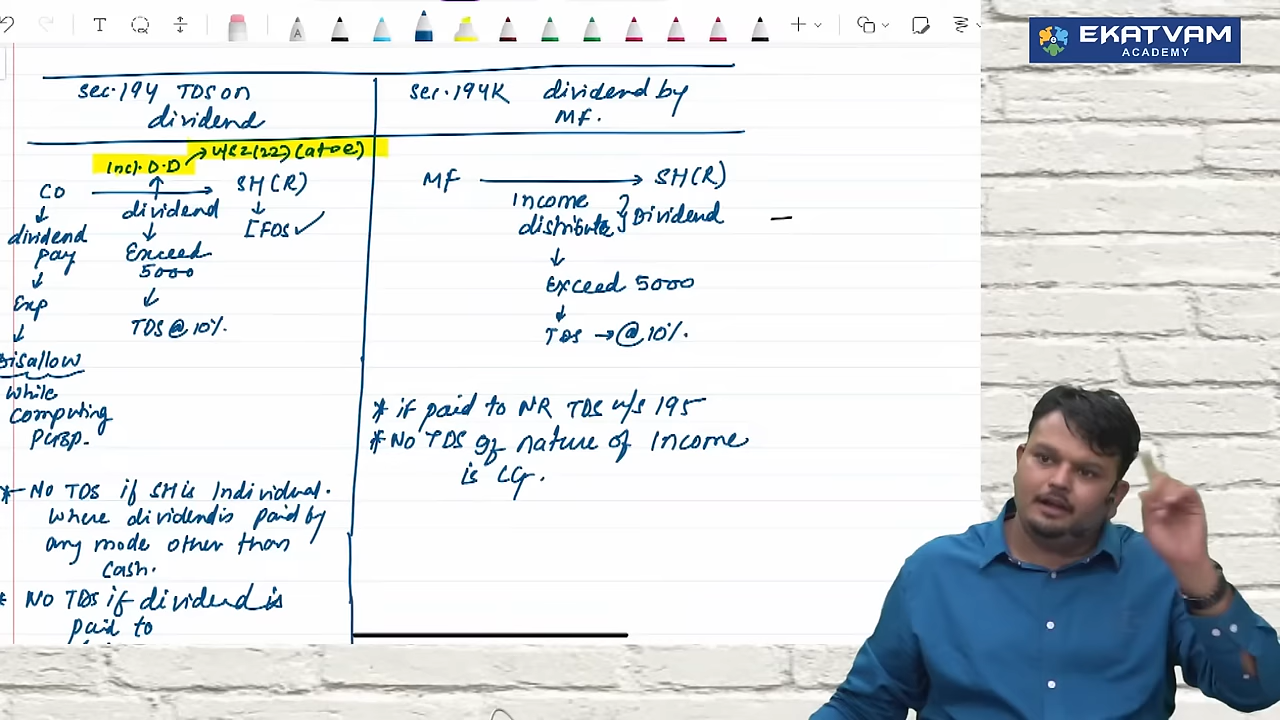 EKATVAM
ACADEMY
Sec. 194 TDS on
dividend
Incl. D.D → u/s 2(22) (a to e)
CO → SH (R)
dividend
dividend
pay
Exp
Disallow
while
computing
PGBP.
Exceed
5000
TDS @ 10%.
IFOS ✓
* No TDS if SH is Individual.
where dividend is paid by
any mode other than
cash.
* NO TDS if dividend is
paid to
Sec. 194K dividend by
MF.
MF → SH(R)
Income
distribute } Dividend
Exceed 5000
TDS → @ 10%.
* if paid to NR TDS u/s 195
* No TDS if nature of Income
is CG.